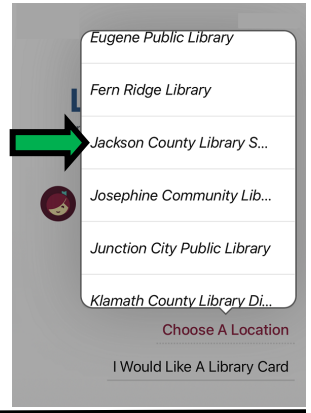 Eugene Public Library
Fern Ridge Library
Jackson County Library S...
Josephine Community Lib...
Junction City Public Library
Klamath County Library Di...
Choose A Location
I Would Like A Library Card